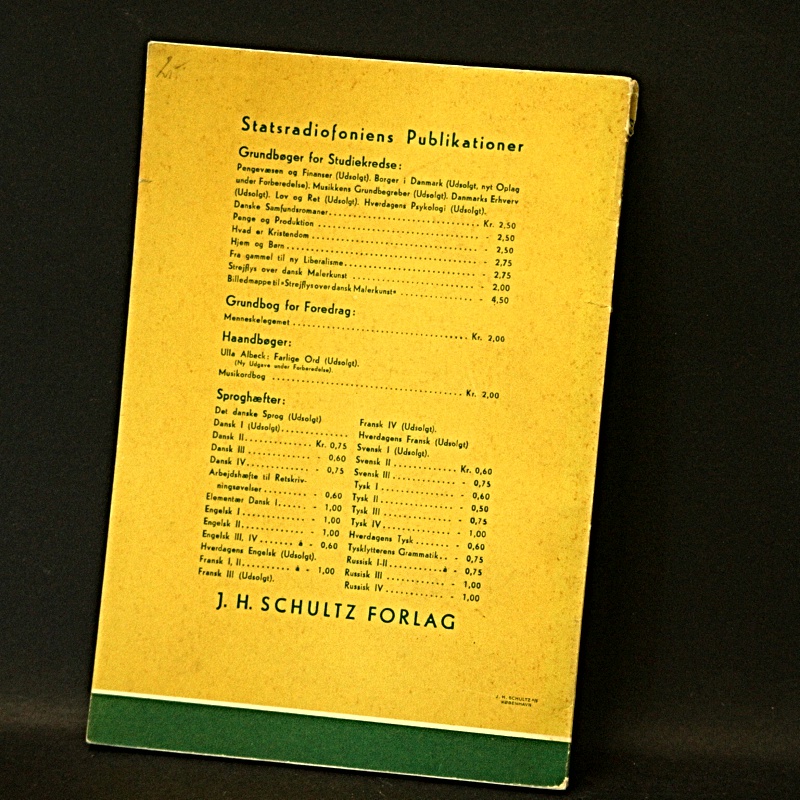 2.-
Statsradiofoniens Publikationer
Grundbøger for Studiekredse:
Pengevæsen og Finanser (Udsolgt). Borger i Danmark (Udsolgt, nyt Oplag
under Forberedelse). Musikkens Grundbegreber (Udsolgt). Danmarks Erhverv
(Udsolgt). Lov og Ret (Udsolgt). Hverdagens Psykologi (Udsolgt).
Danske Samfundsromaner.......... Kr. 2,50
Penge og Produktion .......... - 2,50
Hvad er Kristendom .......... - 2,50
Hjem og Børn.......... - 2,75
Fra gammel til ny Liberalisme.......... - 2,75
Strejflys over dansk Malerkunst .......... - 2,00
Billedmappe til »Strejflys over dansk Malerkunst« .......... - 4,50
Grundbog for Foredrag:
Menneskelegemet .......... Kr. 2,00
Haandbøger:
Ulla Albeck: Farlige Ord (Udsolgt).
(Ny Udgave under Forberedelse).
Musikordbog .......... Kr. 2,00
Sproghæfter:
Det danske Sprog (Udsolgt)
Dansk I (Udsolgt)..........
Dansk II.......... Kr. 0,75
Dansk III .......... - 0,60
Dansk IV.......... - 0,75
Arbejdshæfte til Retskriv-
ningsøvelser .......... - 0,60
Elementær Dansk I...... - 1,00
Engelsk I .......... - 1,00
Engelsk II.......... - 1,00
Engelsk III, IV ...... à - 0,60
Hverdagens Engelsk (Udsolgt).
Fransk I, II.......... à - 1,00
Fransk III (Udsolgt).
Fransk IV (Udsolgt).
Hverdagens Fransk (Udsolgt)
Svensk I (Udsolgt).
Svensk II .......... Kr. 0,60
Svensk III .......... - 0,75
Tysk I .......... - 0,60
Tysk II .......... - 0,50
Tysk III .......... - 0,75
Tysk IV .......... - 1,00
Hverdagens Tysk ........ - 0,60
Tysklytterens Grammatik.. - 0,75
Russisk I-II .......... à - 0,75
Russisk III .......... - 1,00
Russisk IV .......... - 1,00
J. H. SCHULTZ FORLAG
J. H. SCHULTZ A/S
KØBENHAVN